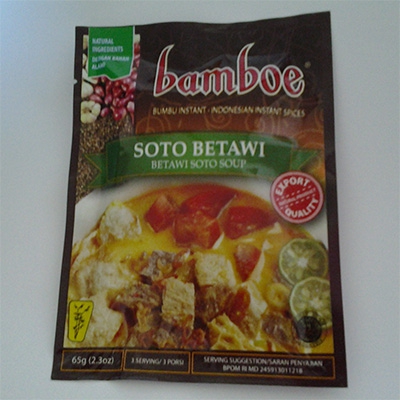 NATURAL
INGREDIENTS
bamboe
BUMBU INSTANT - INDONESIAN INSTANT SPICES
SOTO BETAWI
BETAWI SOTO SOUP
EXPORT
QUALITY
65g (2.3oz)
3 SERVING/ 3 PORSI
SERVING SUGGESTION/SARAN PENYAJIAN
BPOM RI MD 245913011218